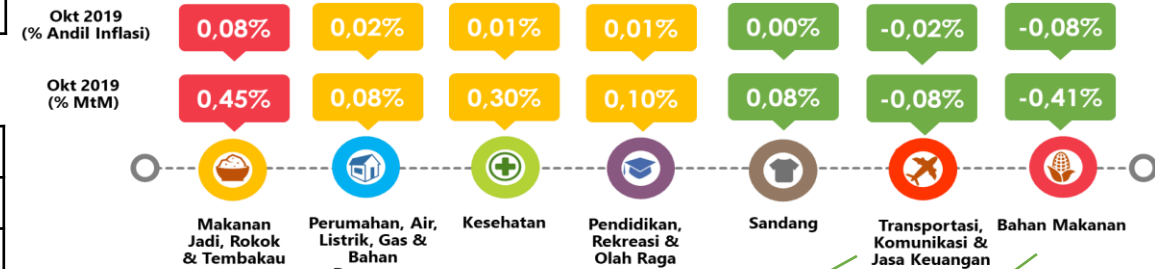 Okt 2019
(% Andil Inflasi)
0,08%
0,02%
0,01%
0,01%
0,00%
-0,02%
-0,08%
Okt 2019
(% MtM)
0,45%
0,08%
0,30%
0,10%
0,08%
-0,08%
-0,41%
Makanan
Jadi, Rokok
& Tembakau
Perumahan, Air,
Listrik, Gas &
Bahan
Kesehatan
Pendidikan,
Rekreasi &
Olah Raga
Sandang
Transportasi,
Komunikasi &
Jasa Keuangan
Bahan Makanan